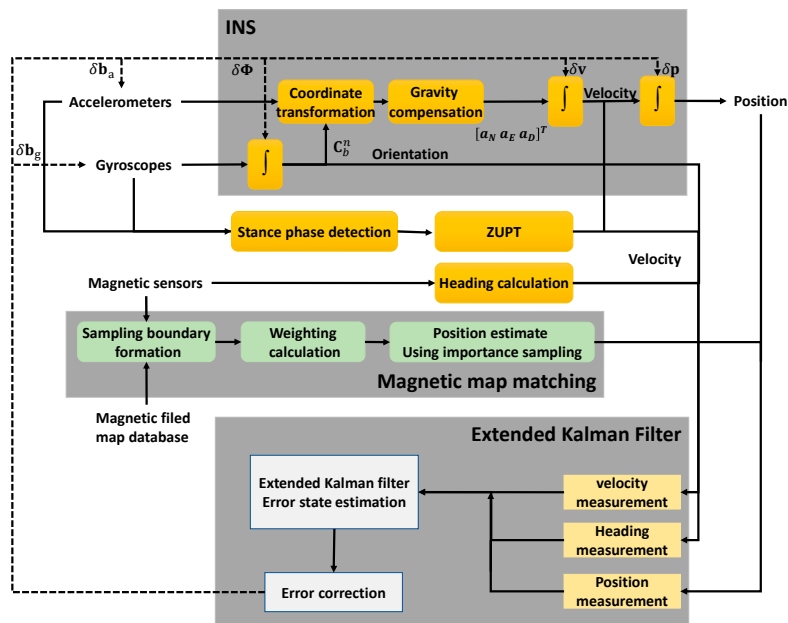 INS
δb_a
δΦ
δv
δp
Accelerometers
Coordinate
transformation
Gravity
compensation
∫
Velocity
∫
Position
[a_N a_E a_D]^T
δb_g
Gyroscopes
∫
C_b^n
Orientation
Stance phase detection
ZUPT
Velocity
Magnetic sensors
Heading calculation
Sampling boundary
formation
Weighting
calculation
Position estimate
Using importance sampling
Magnetic map matching
Magnetic filed
map database
Extended Kalman Filter
Extended Kalman filter
Error state estimation
velocity
measurement
Heading
measurement
Error correction
Position
measurement